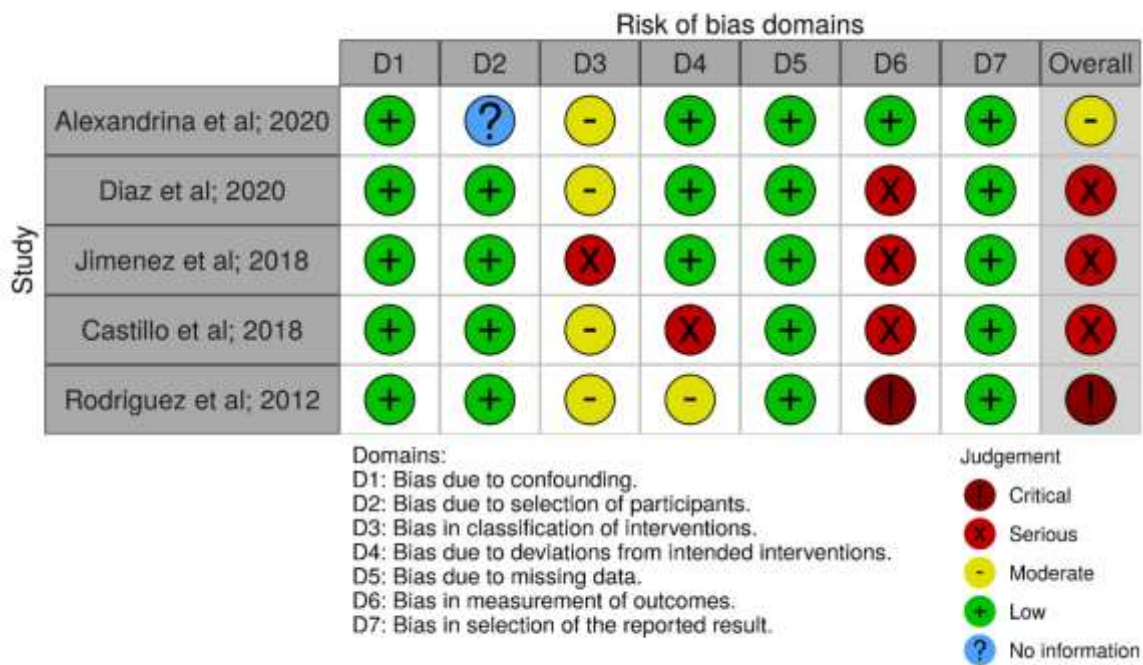 Risk of bias domains
D1 D2 D3 D4 D5 D6 D7 Overall
Study
Alexandrina et al; 2020 + ? - + + + + -
Diaz et al; 2020 + + - + + X + X
Jimenez et al; 2018 + + X + + X + X
Castillo et al; 2018 + + - X + X + X
Rodriguez et al; 2012 + + - - + ! + !
Domains:
D1: Bias due to confounding.
D2: Bias due to selection of participants.
D3: Bias in classification of interventions.
D4: Bias due to deviations from intended interventions.
D5: Bias due to missing data.
D6: Bias in measurement of outcomes.
D7: Bias in selection of the reported result.
Judgement
! Critical
X Serious
- Moderate
+ Low
? No information